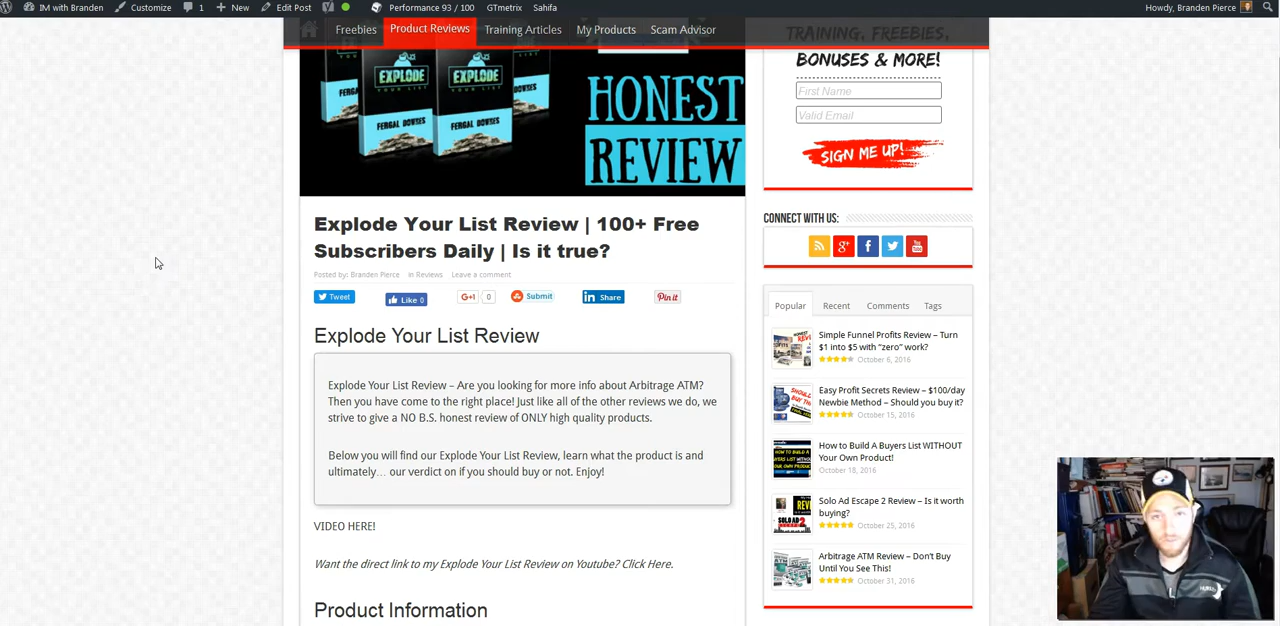 IM with Branden
Customize
1
New
Edit Post
Performance 93 / 100
GTmetrix
Sahifa
Howdy, Branden Pierce
Freebies
Product Reviews
Training Articles
My Products
Scam Advisor
EXPLODE
EXPLODE
FERGAL DOWSES
FERGAL DOWSES
HONEST
REVIEW
Explode Your List Review | 100+ Free
Subscribers Daily | Is it true?
Posted by: Branden Pierce in Reviews Leave a comment
Tweet
Like 0
G+1 0
Submit
in Share
Pin it
Explode Your List Review
Explode Your List Review – Are you looking for more info about Arbitrage ATM?
Then you have come to the right place! Just like all of the other reviews we do, we
strive to give a NO B.S. honest review of ONLY high quality products.
Below you will find our Explode Your List Review, learn what the product is and
ultimately… our verdict on if you should buy or not. Enjoy!
VIDEO HERE!
Want the direct link to my Explode Your List Review on Youtube? Click Here.
Product Information
TRAINING, FREEBIES,
BONUSES & MORE!
First Name
Valid Email
SIGN ME UP!
CONNECT WITH US:
Popular
Recent
Comments
Tags
Simple Funnel Profits Review – Turn
$1 into $5 with “zero” work?
October 6, 2016
Easy Profit Secrets Review – $100/day
Newbie Method – Should you buy it?
October 15, 2016
How to Build A Buyers List WITHOUT
Your Own Product!
October 18, 2016
Solo Ad Escape 2 Review – Is it worth
buying?
October 25, 2016
Arbitrage ATM Review – Don't Buy
Until You See This!
October 31, 2016